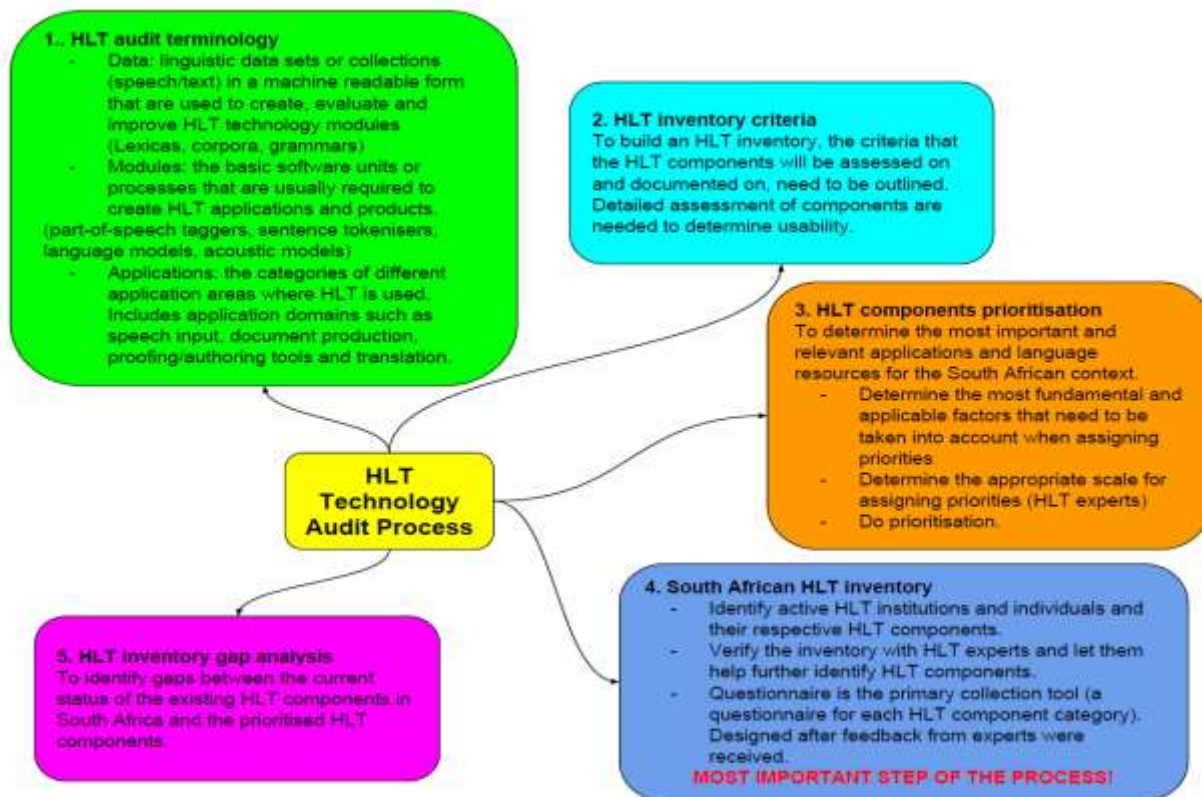 1.. HLT audit terminology
- Data: linguistic data sets or collections
(speech/text) in a machine readable form
that are used to create, evaluate and
improve HLT technology modules
(Lexicas, corpora, grammars)
- Modules: the basic software units or
processes that are usually required to
create HLT applications and products.
(part-of-speech taggers, sentence tokenisers,
language models, acoustic models)
- Applications: the categories of different
application areas where HLT is used.
Includes application domains such as
speech input, document production,
proofing/authoring tools and translation.
2. HLT inventory criteria
To build an HLT inventory, the criteria that
the HLT components will be assessed on
and documented on, need to be outlined.
Detailed assessment of components are
needed to determine usability.
3. HLT components prioritisation
To determine the most important and
relevant applications and language
resources for the South African context.
- Determine the most fundamental and
applicable factors that need to be
taken into account when assigning
priorities
- Determine the appropriate scale for
assigning priorities (HLT experts)
- Do prioritisation.
HLT
Technology
Audit Process
4. South African HLT inventory
- Identify active HLT institutions and individuals and
their respective HLT components.
- Verify the inventory with HLT experts and let them
help further identify HLT components.
- Questionnaire is the primary collection tool (a
questionnaire for each HLT component category).
Designed after feedback from experts were
received.
MOST IMPORTANT STEP OF THE PROCESS!
5. HLT inventory gap analysis
To identify gaps between the current
status of the existing HLT components in
South Africa and the prioritised HLT
components.